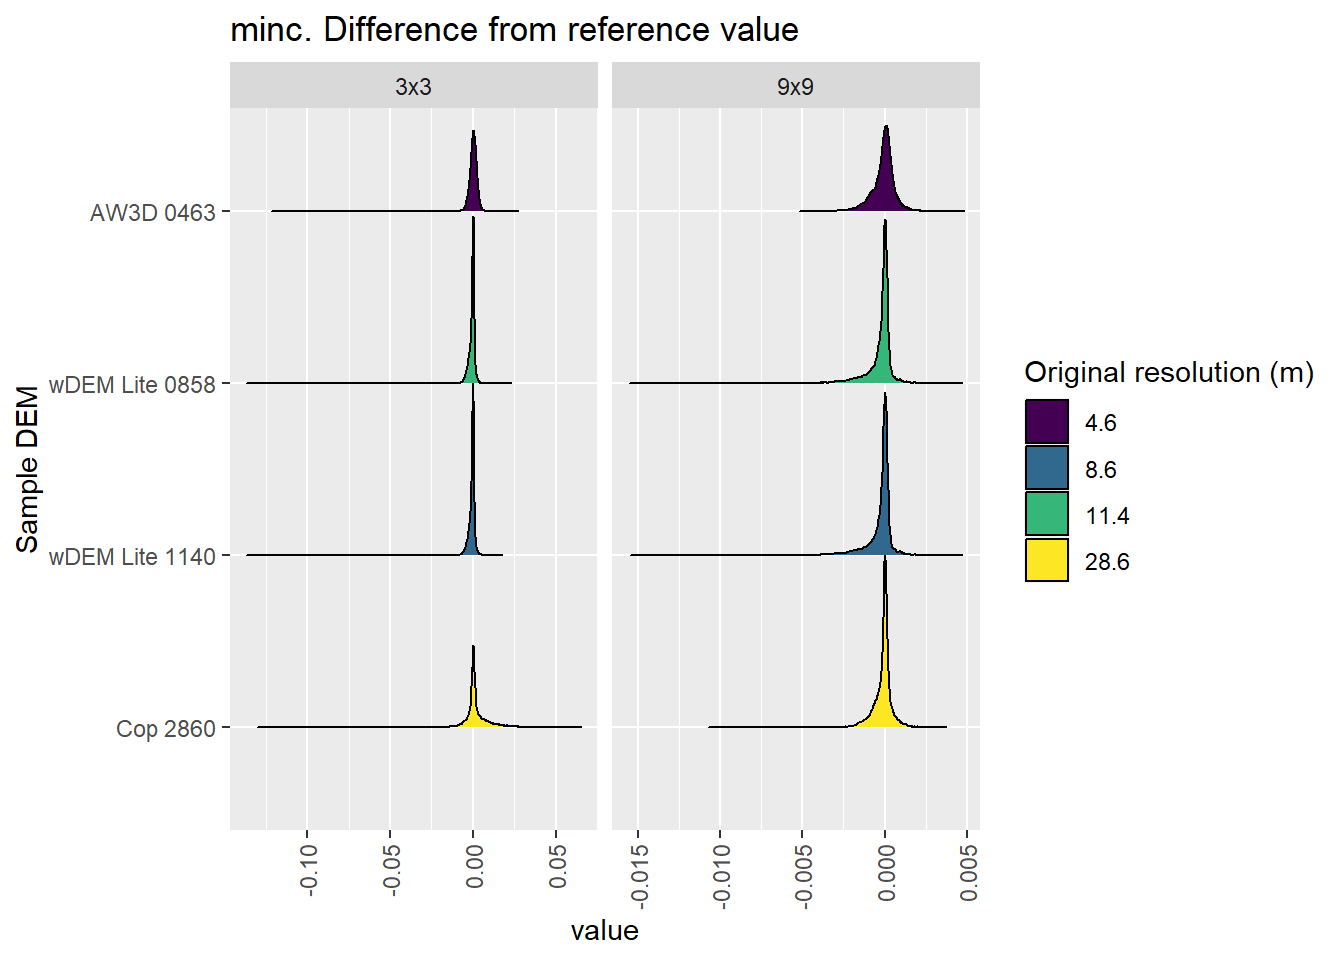 minc. Difference from reference value
3x3
9x9
Sample DEM
AW3D 0463
wDEM Lite 0858
wDEM Lite 1140
Cop 2860
-0.10
-0.05
0.00
0.05
-0.015
-0.010
-0.005
0.000
0.005
value
Original resolution (m)
4.6
8.6
11.4
28.6